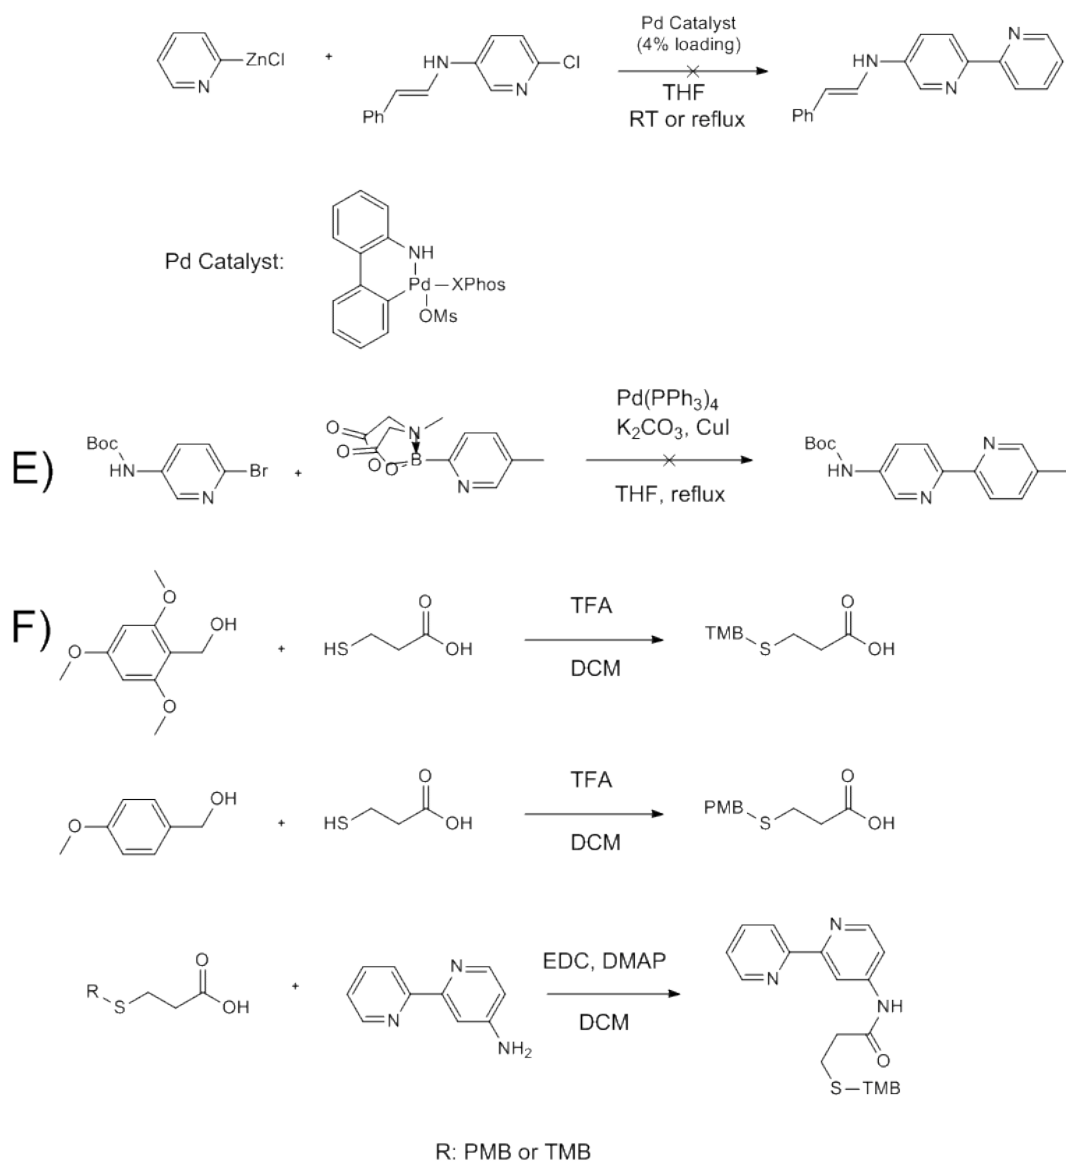 ZnCl
N
+
HN
Cl
N
Ph
Pd Catalyst
(4% loading)
THF
RT or reflux
HN
N
N
Ph
Pd Catalyst:
NH
Pd
XPhos
OMs
E)
Boc
HN
Br
N
+
O
O
O
O
N
B
N
Pd(PPh3)4
K2CO3, CuI
THF, reflux
Boc
HN
N
N
F)
O
OH
O
O
+
HS
O
OH
TFA
DCM
TMB
S
O
OH
O
OH
+
HS
O
OH
TFA
DCM
PMB
S
O
OH
R
S
O
OH
+
N
N
NH2
EDC, DMAP
DCM
N
N
NH
O
S
TMB
R: PMB or TMB